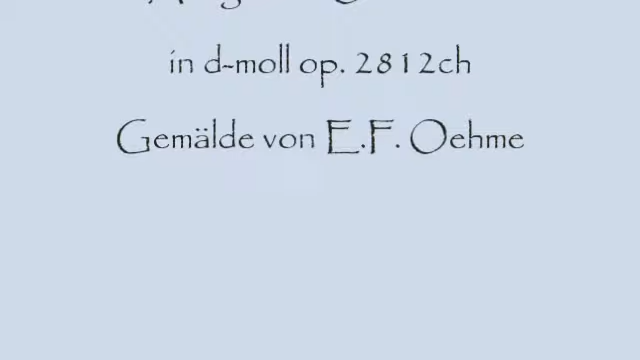 in d-moll op. 2812ch
Gemälde von E.F. Oehme